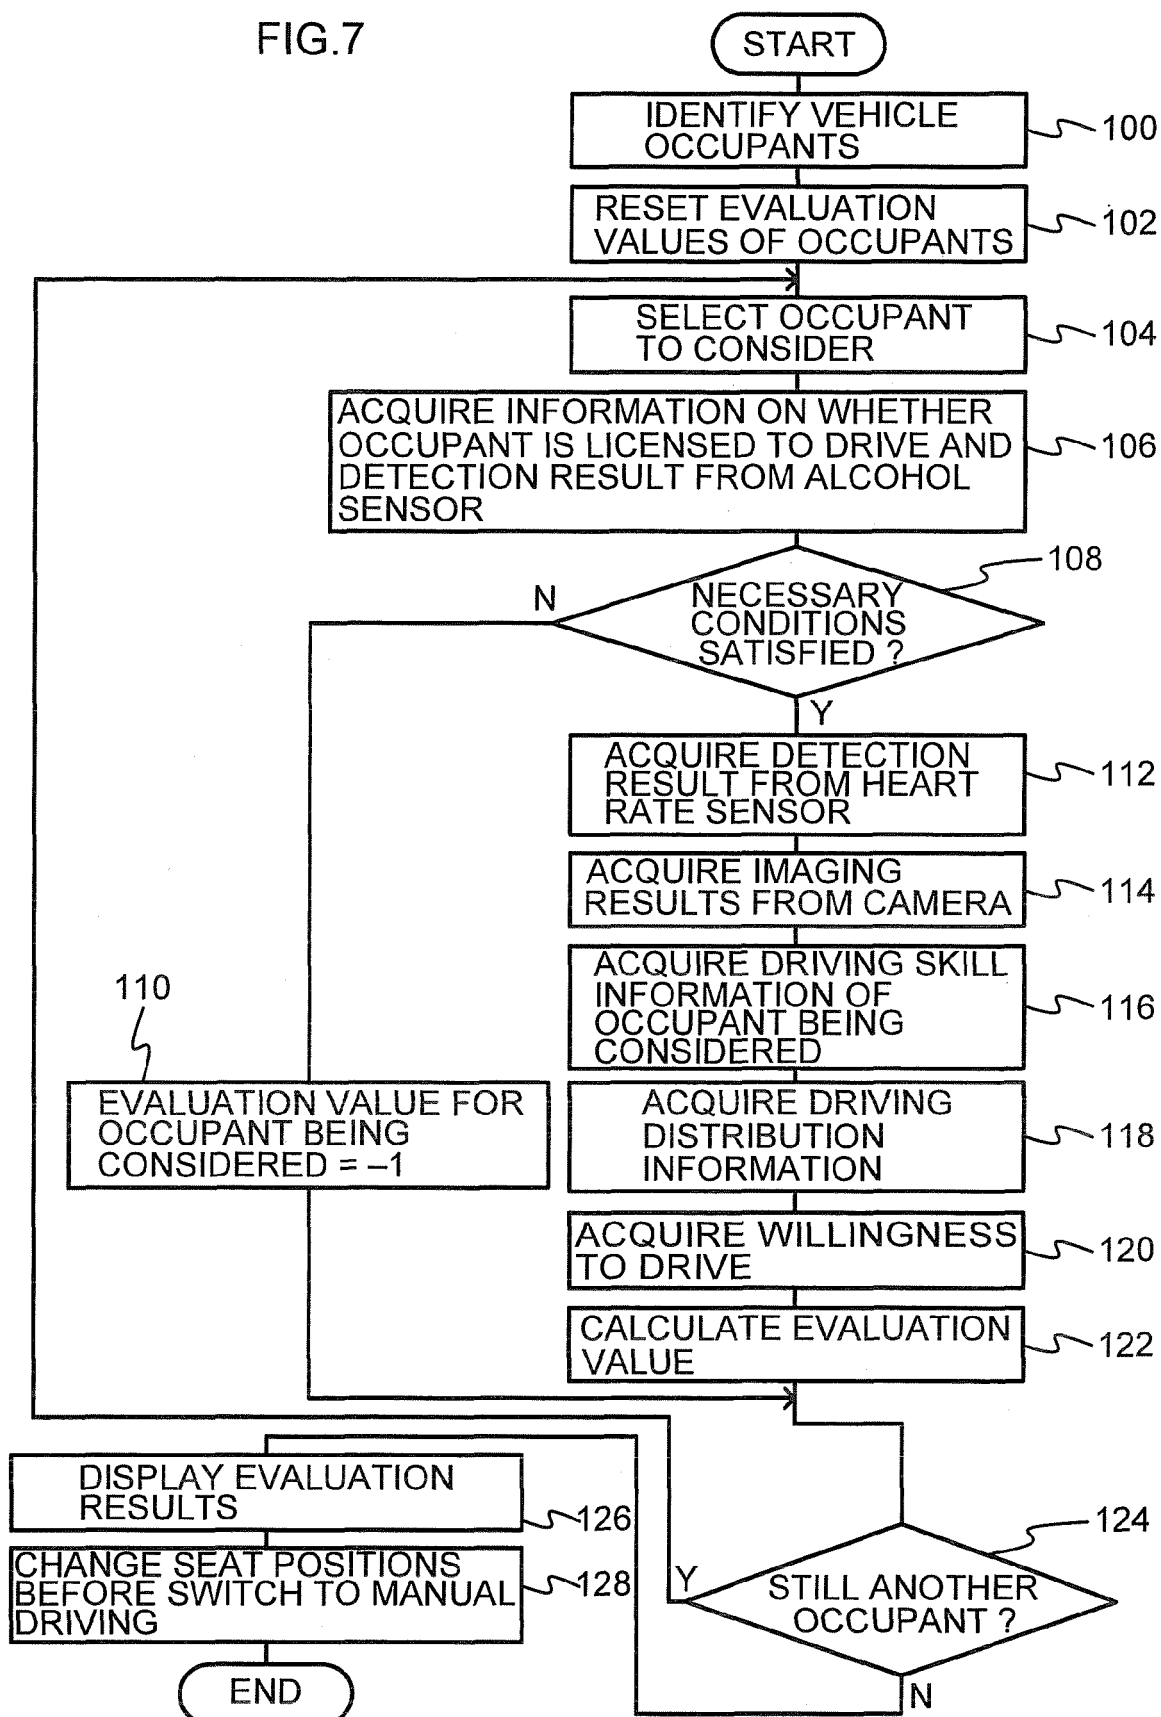 FIG.7
START
IDENTIFY VEHICLE
OCCUPANTS
100
RESET EVALUATION
VALUES OF OCCUPANTS
102
SELECT OCCUPANT
TO CONSIDER
104
ACQUIRE INFORMATION ON WHETHER
OCCUPANT IS LICENSED TO DRIVE AND
DETECTION RESULT FROM ALCOHOL
SENSOR
106
108
N
NECESSARY
CONDITIONS
SATISFIED ?
Y
ACQUIRE DETECTION
RESULT FROM HEART
RATE SENSOR
112
ACQUIRE IMAGING
RESULTS FROM CAMERA
114
ACQUIRE DRIVING SKILL
INFORMATION OF
OCCUPANT BEING
CONSIDERED
116
110
EVALUATION VALUE FOR
OCCUPANT BEING
CONSIDERED = –1
ACQUIRE DRIVING
DISTRIBUTION
INFORMATION
118
ACQUIRE WILLINGNESS
TO DRIVE
120
CALCULATE EVALUATION
VALUE
122
DISPLAY EVALUATION
RESULTS
126
124
CHANGE SEAT POSITIONS
BEFORE SWITCH TO MANUAL
DRIVING
128
Y
STILL ANOTHER
OCCUPANT ?
N
END